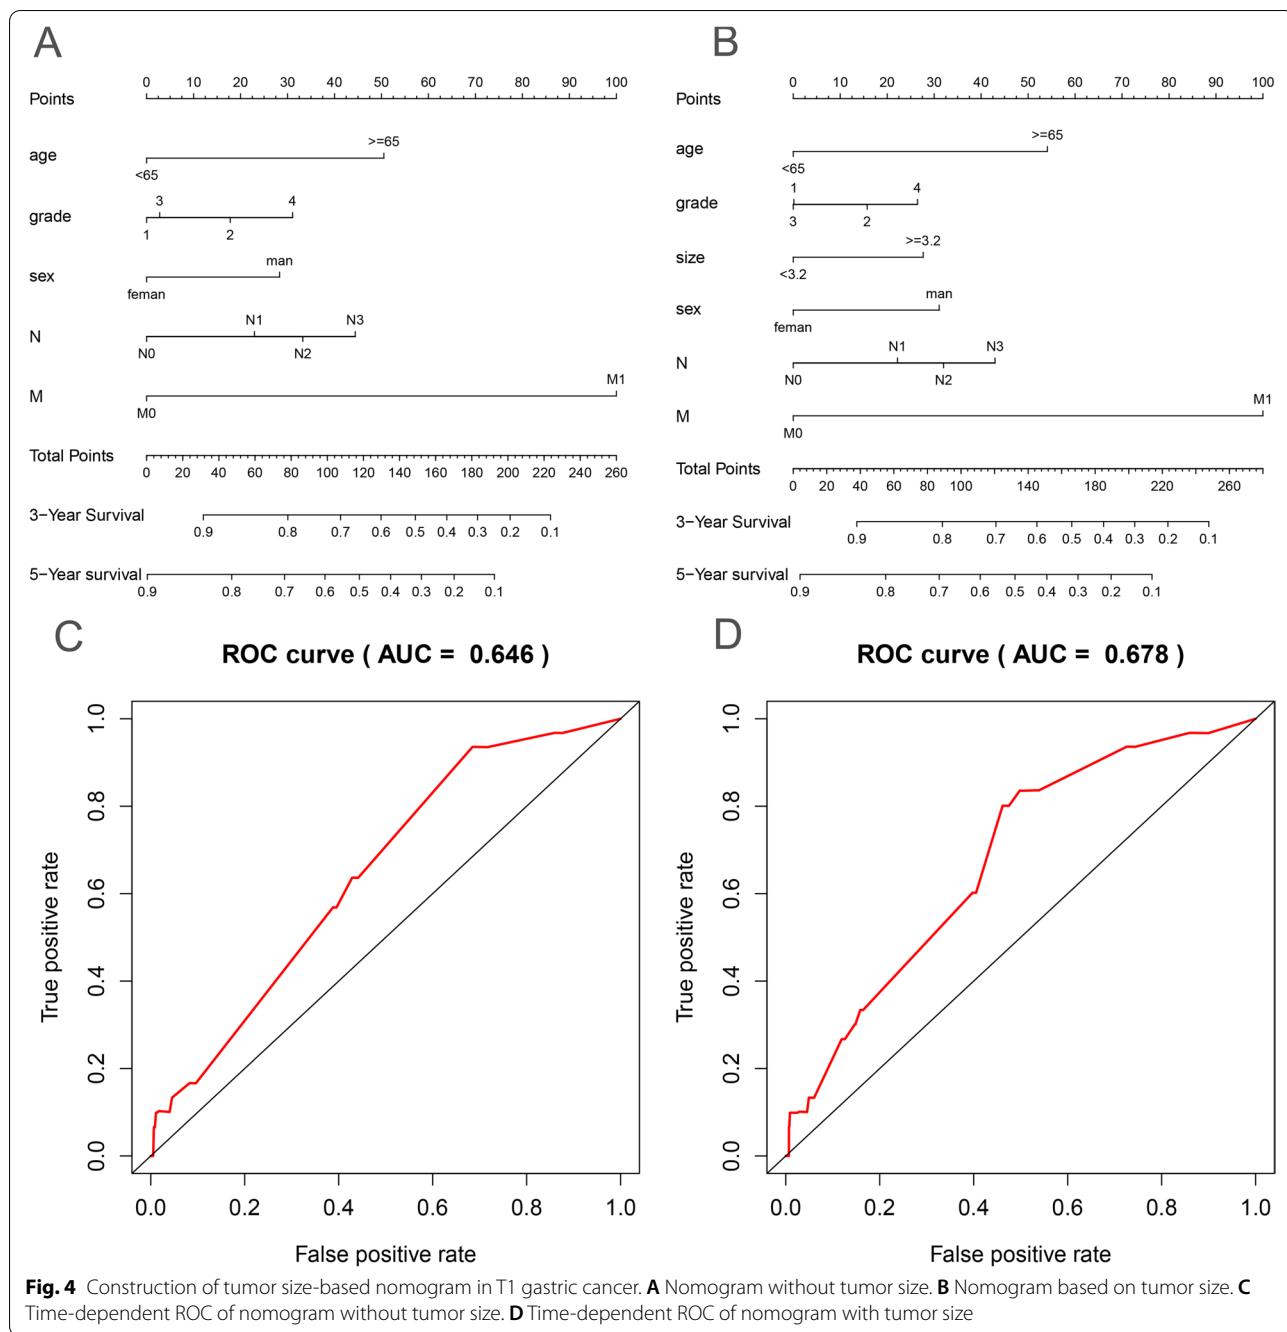 A
0 10 20 30 40 50 60 70 80 90 100
Points
>=65
age
<65
3 4
grade
1 2
man
sex
feman
N1 N3
N
N0 N2
M1
M
M0
Total Points
0 20 40 60 80 100 120 140 160 180 200 220 240 260
3−Year Survival
0.9 0.8 0.7 0.6 0.5 0.4 0.3 0.2 0.1
5−Year survival
0.9 0.8 0.7 0.6 0.5 0.4 0.3 0.2 0.1
B
0 10 20 30 40 50 60 70 80 90 100
Points
>=65
age
<65
1 4
grade
3 2
>=3.2
size
<3.2
man
sex
feman
N1 N3
N
N0 N2
M1
M
M0
Total Points
0 20 40 60 80 100 140 180 220 260
3−Year Survival
0.9 0.8 0.7 0.6 0.5 0.4 0.3 0.2 0.1
5−Year survival
0.9 0.8 0.7 0.6 0.5 0.4 0.3 0.2 0.1
C
ROC curve ( AUC = 0.646 )
True positive rate
1.0
0.8
0.6
0.4
0.2
0.0
0.0 0.2 0.4 0.6 0.8 1.0
False positive rate
D
ROC curve ( AUC = 0.678 )
True positive rate
1.0
0.8
0.6
0.4
0.2
0.0
0.0 0.2 0.4 0.6 0.8 1.0
False positive rate
Fig. 4 Construction of tumor size-based nomogram in T1 gastric cancer. A Nomogram without tumor size. B Nomogram based on tumor size. C
Time-dependent ROC of nomogram without tumor size. D Time-dependent ROC of nomogram with tumor size